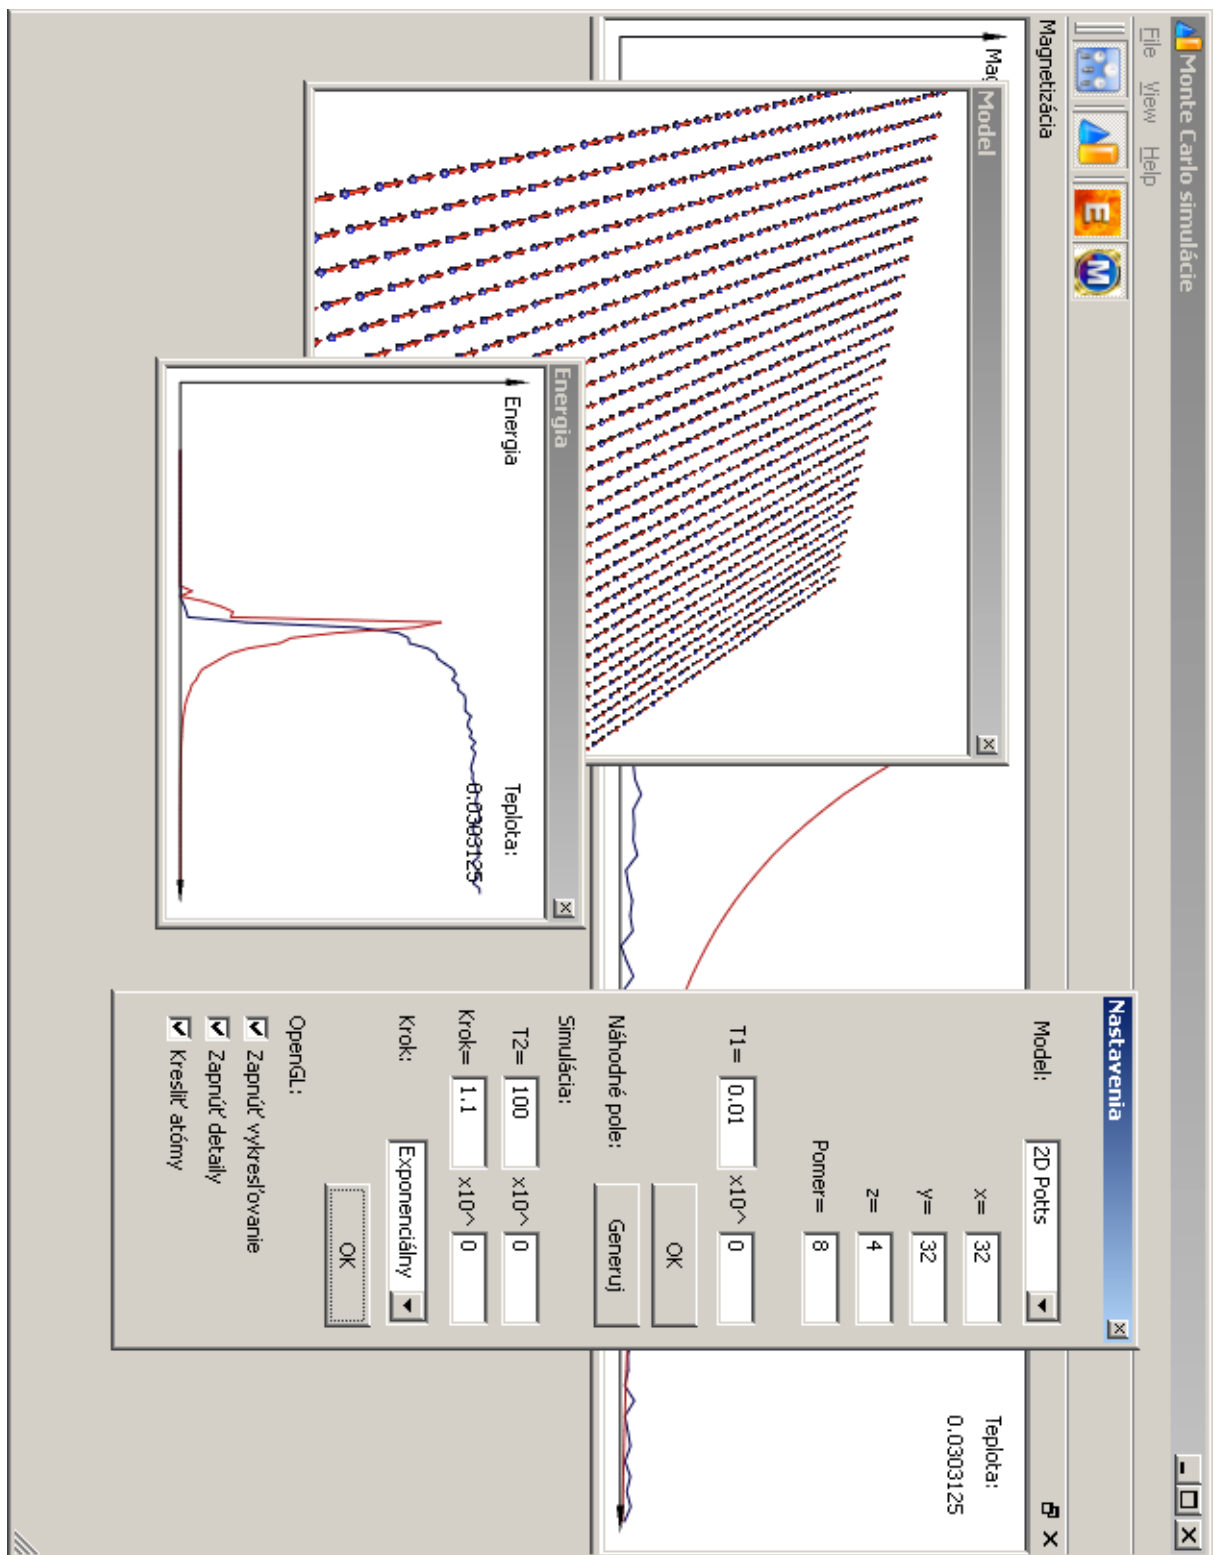 Monte Carlo simulácie
File View Help
E M
Magnetizácia
Mag
Teplota:
0.0303125
Model
Energia
Energia
Teplota:
0.0303125
Nastavenia
Model: 2D Potts
x= 32
y= 32
z= 4
Pomer= 8
T1= 0.01 x10^ 0
OK
Náhodné pole: Generuj
Simulácia:
T2= 100 x10^ 0
Krok= 1.1 x10^ 0
Krok: Exponenciálny
OK
OpenGL:
Zapnúť vykresľovanie
Zapnúť detaily
Kresliť atómy